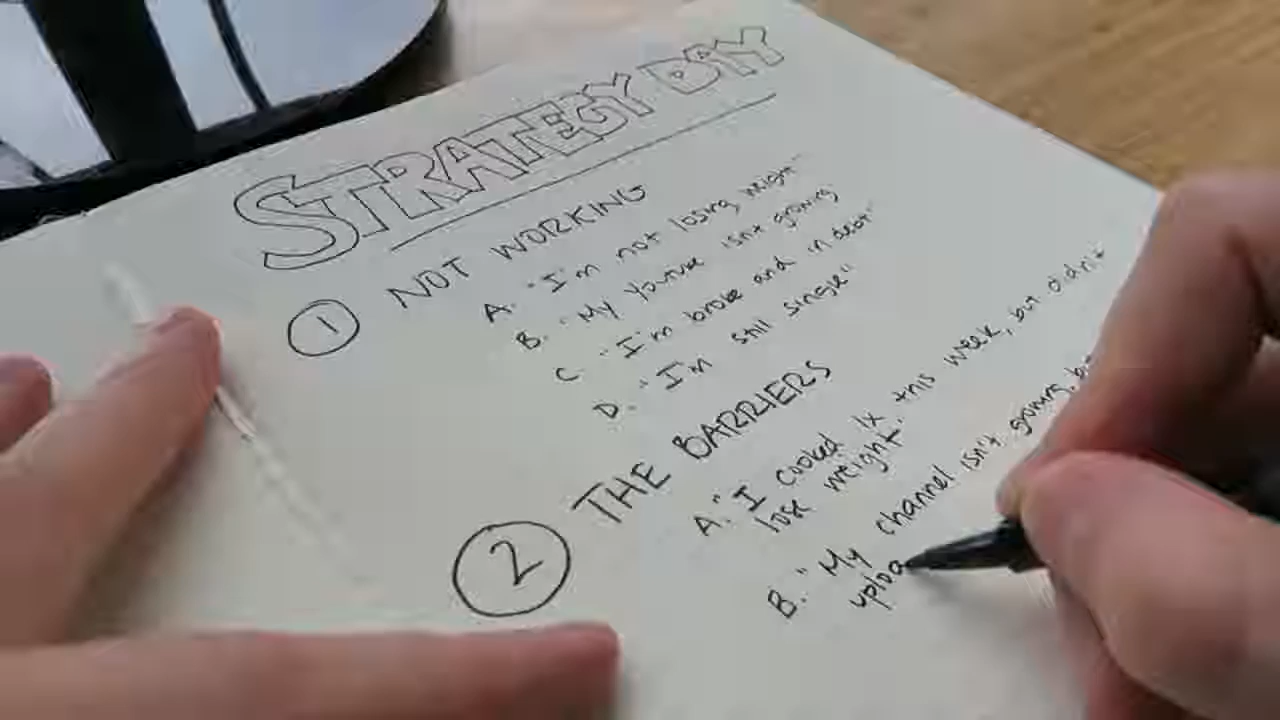 STRATEGY DAY
1 NOT WORKING
A. "I'm not losing weight"
B. "My Youtube isn't growing
C "I'm broke and in debt"
D. "I'm still single"
2 THE BARRIERS
A. "I cooked 1x this week, but didn't
lose weight"
B. "My channel isn't growing,
uploa